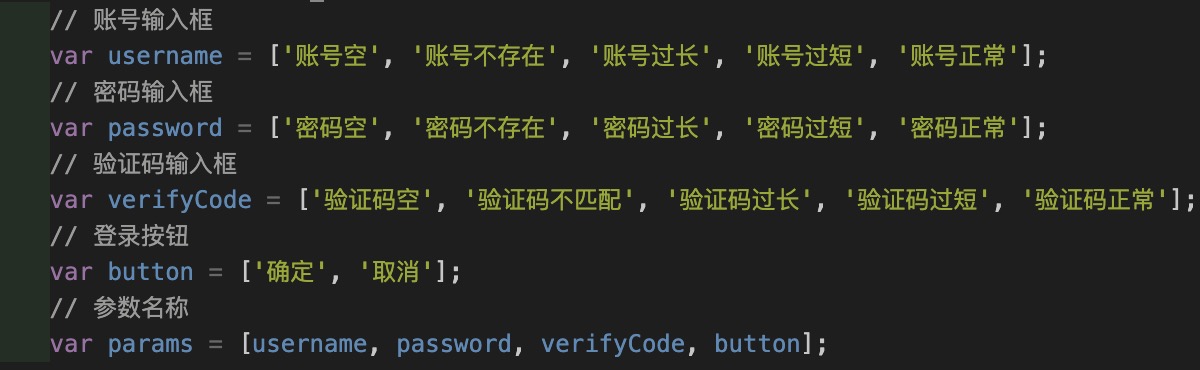 // 账号输入框
var username = ['账号空', '账号不存在', '账号过长', '账号过短', '账号正常'];
// 密码输入框
var password = ['密码空', '密码不存在', '密码过长', '密码过短', '密码正常'];
// 验证码输入框
var verifyCode = ['验证码空', '验证码不匹配', '验证码过长', '验证码过短', '验证码正常'];
// 登录按钮
var button = ['确定', '取消'];
// 参数名称
var params = [username, password, verifyCode, button];